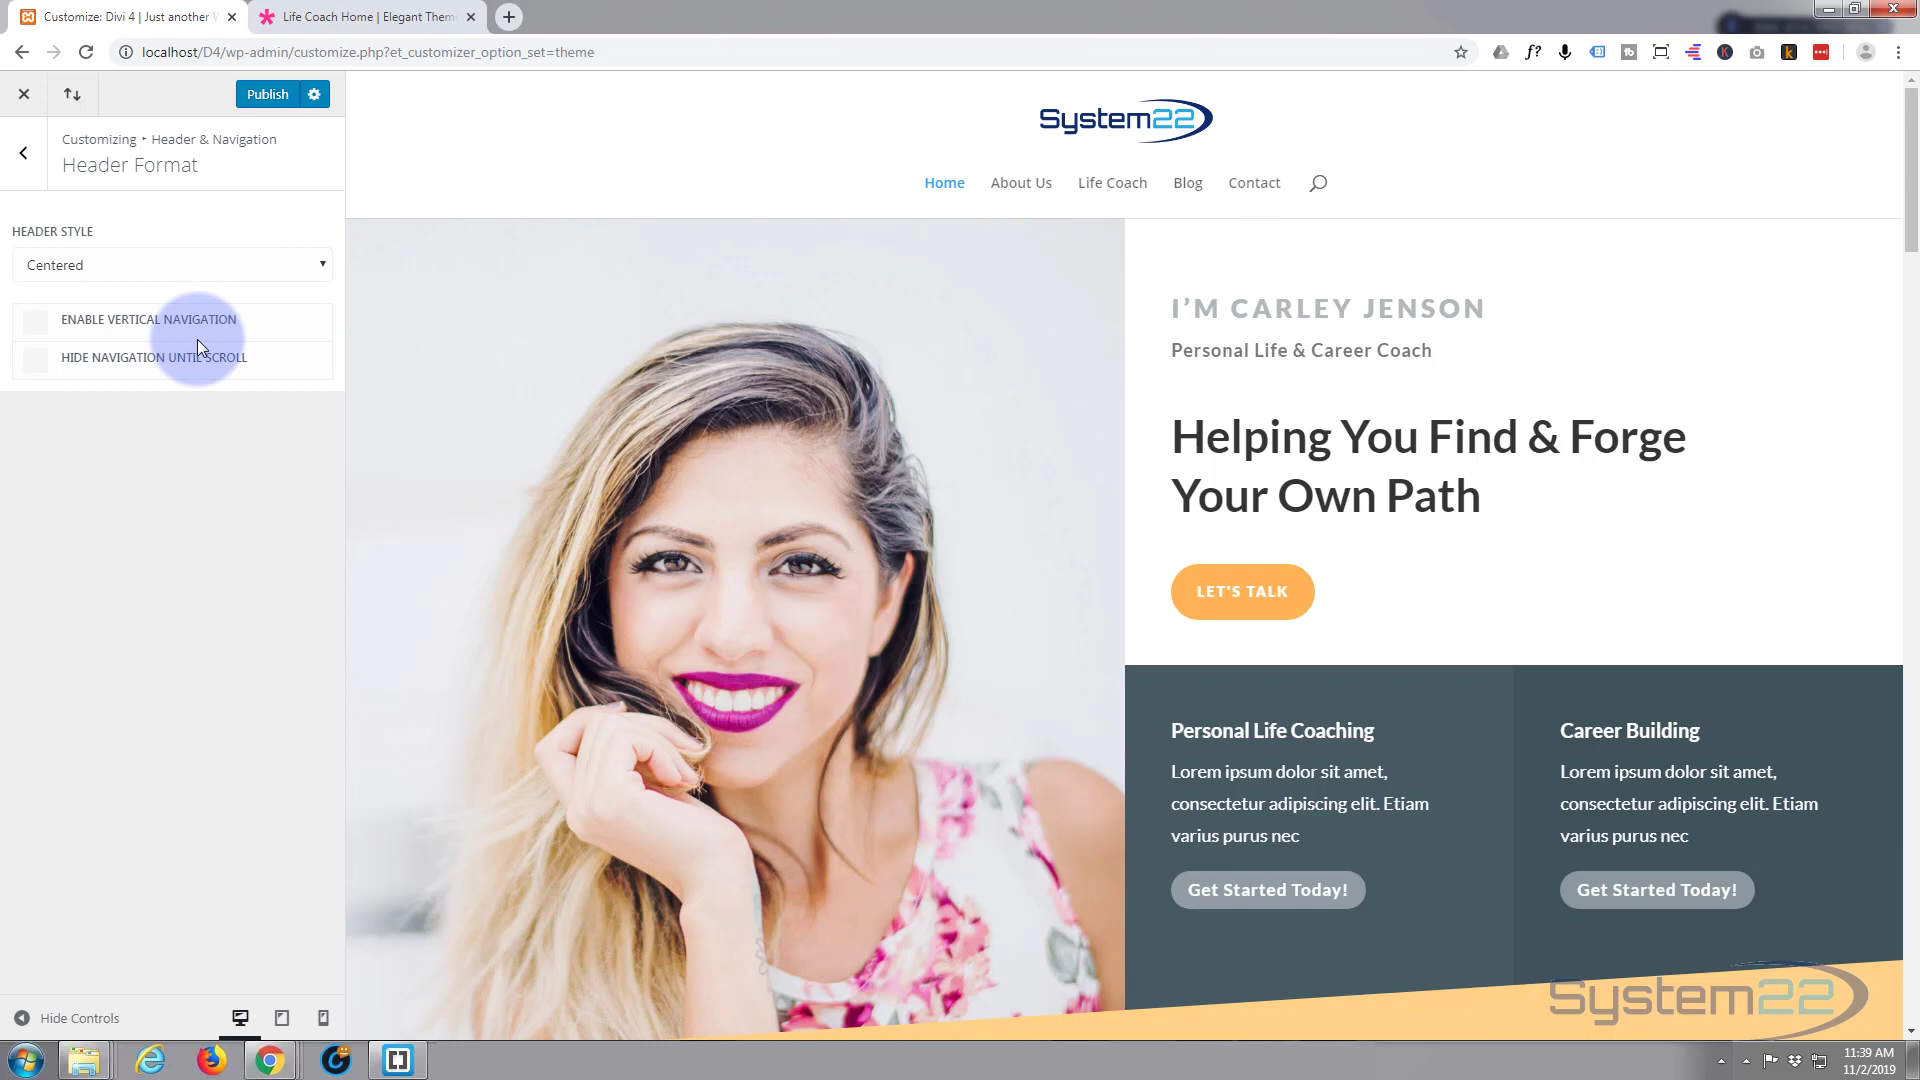 Customize: Divi 4 | Just another W
Life Coach Home | Elegant Them
localhost/D4/wp-admin/customize.php?et_customizer_option_set=theme
Publish
Customizing ▸ Header & Navigation
Header Format
HEADER STYLE
Centered
ENABLE VERTICAL NAVIGATION
HIDE NAVIGATION UNTIL SCROLL
Hide Controls
System22
Home About Us Life Coach Blog Contact
I'M CARLEY JENSON
Personal Life & Career Coach
Helping You Find & Forge
Your Own Path
LET'S TALK
Personal Life Coaching
Lorem ipsum dolor sit amet,
consectetur adipiscing elit. Etiam
varius purus nec
Get Started Today!
Career Building
Lorem ipsum dolor sit amet,
consectetur adipiscing elit. Etiam
varius purus nec
Get Started Today!
System22
11:39 AM
11/2/2019